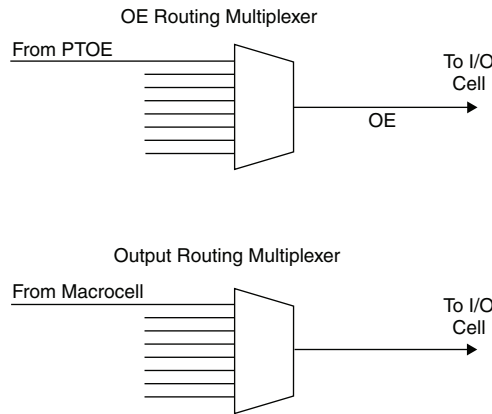 OE Routing Multiplexer
From PTOE
To I/O
Cell
OE
Output Routing Multiplexer
From Macrocell
To I/O
Cell